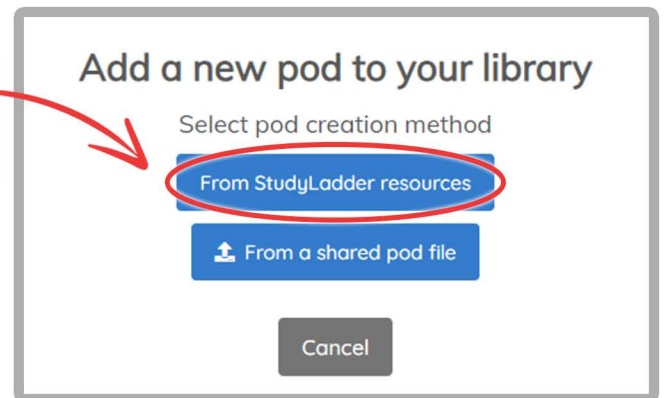 Add a new pod to your library
Select pod creation method
From StudyLadder resources
From a shared pod file
Cancel